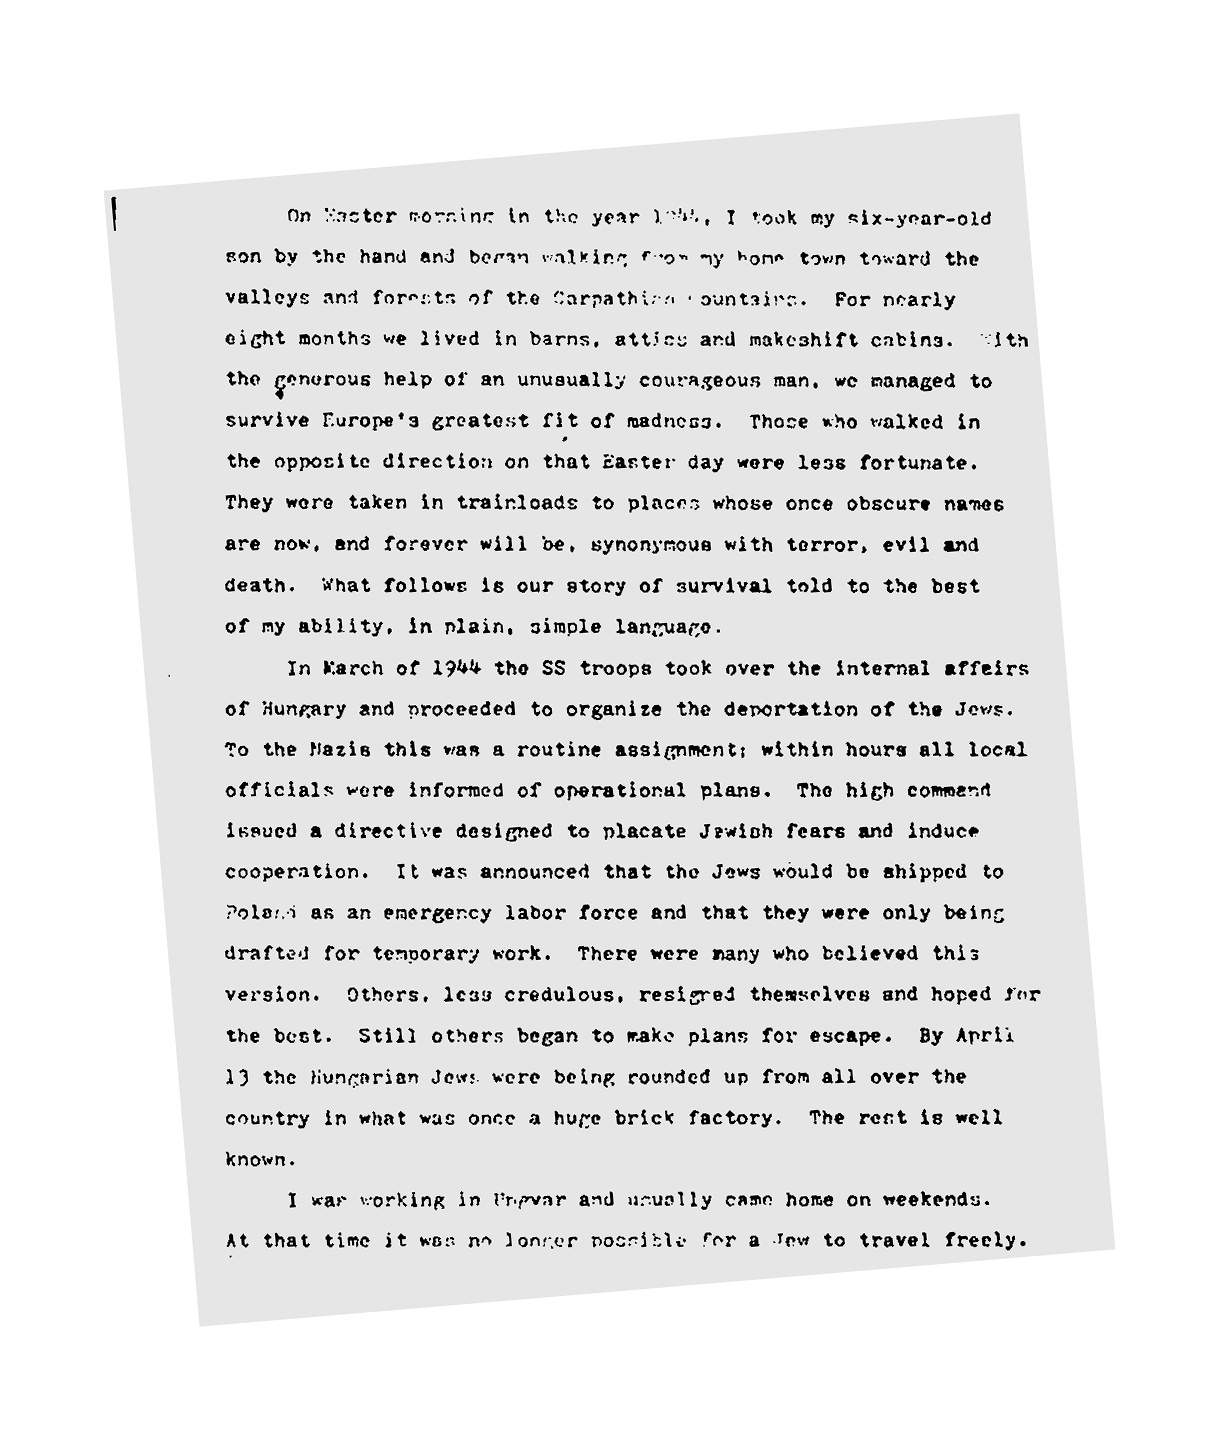 On Easter morning in the year 1944, I took my six-year-old
son by the hand and began walking from my home town toward the
valleys and forests of the Carpathian Mountains. For nearly
eight months we lived in barns, attics and makeshift cabins. With
the generous help of an unusually courageous man, we managed to
survive Europe's greatest fit of madness. Those who walked in
the opposite direction on that Easter day were less fortunate.
They were taken in trainloads to places whose once obscure names
are now, and forever will be, synonymous with terror, evil and
death. What follows is our story of survival told to the best
of my ability, in plain, simple language.
In March of 1944 the SS troops took over the internal affairs
of Hungary and proceeded to organize the deportation of the Jews.
To the Nazis this was a routine assignment; within hours all local
officials were informed of operational plans. The high command
issued a directive designed to placate Jewish fears and induce
cooperation. It was announced that the Jews would be shipped to
Poland as an emergency labor force and that they were only being
drafted for temporary work. There were many who believed this
version. Others, less credulous, resigned themselves and hoped for
the best. Still others began to make plans for escape. By April
13 the Hungarian Jews were being rounded up from all over the
country in what was once a huge brick factory. The rest is well
known.
I was working in Ungvar and usually came home on weekends.
At that time it was no longer possible for a Jew to travel freely.